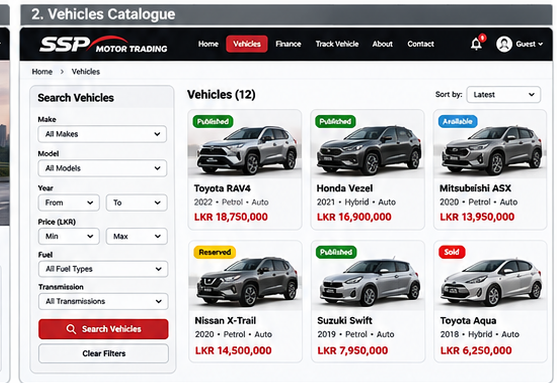 2. Vehicles Catalogue
SSP MOTOR TRADING
Home Vehicles Finance Track Vehicle About Contact Guest
Home > Vehicles
Search Vehicles
Make
All Makes
Model
All Models
Year
From To
Price (LKR)
Min Max
Fuel
All Fuel Types
Transmission
All Transmissions
Search Vehicles
Clear Filters
Vehicles (12)
Sort by: Latest
Published
Toyota RAV4
2022 • Petrol • Auto
LKR 18,750,000
Published
Honda Vezel
2021 • Hybrid • Auto
LKR 16,900,000
Available
Mitsubeishi ASX
2020 • Petrol • Auto
LKR 13,950,000
Reserved
Nissan X-Trail
2020 • Petrol • Auto
LKR 14,500,000
Published
Suzuki Swift
2019 • Petrol • Auto
LKR 7,950,000
Sold
Toyota Aqua
2018 • Hybrid • Auto
LKR 6,250,000